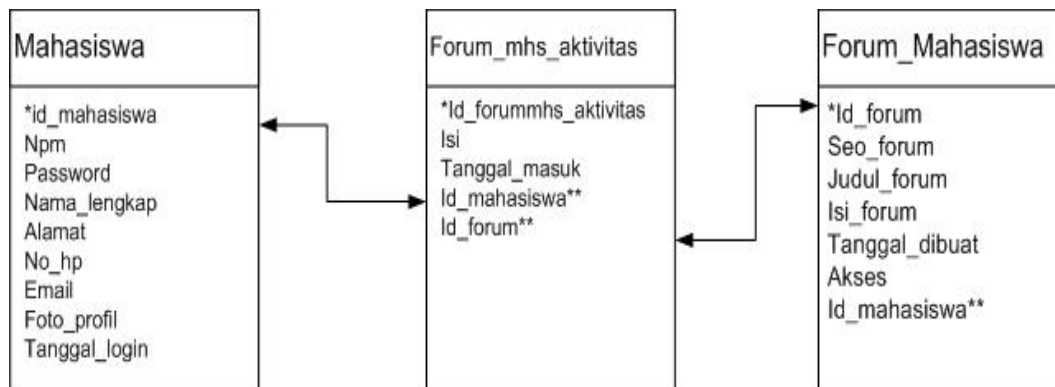 Mahasiswa
*id_mahasiswa
Npm
Password
Nama_lengkap
Alamat
No_hp
Email
Foto_profil
Tanggal_login
Forum_mhs_aktivitas
*Id_forummhs_aktivitas
Isi
Tanggal_masuk
Id_mahasiswa**
Id_forum**
Forum_Mahasiswa
*Id_forum
Seo_forum
Judul_forum
Isi_forum
Tanggal_dibuat
Akses
Id_mahasiswa**